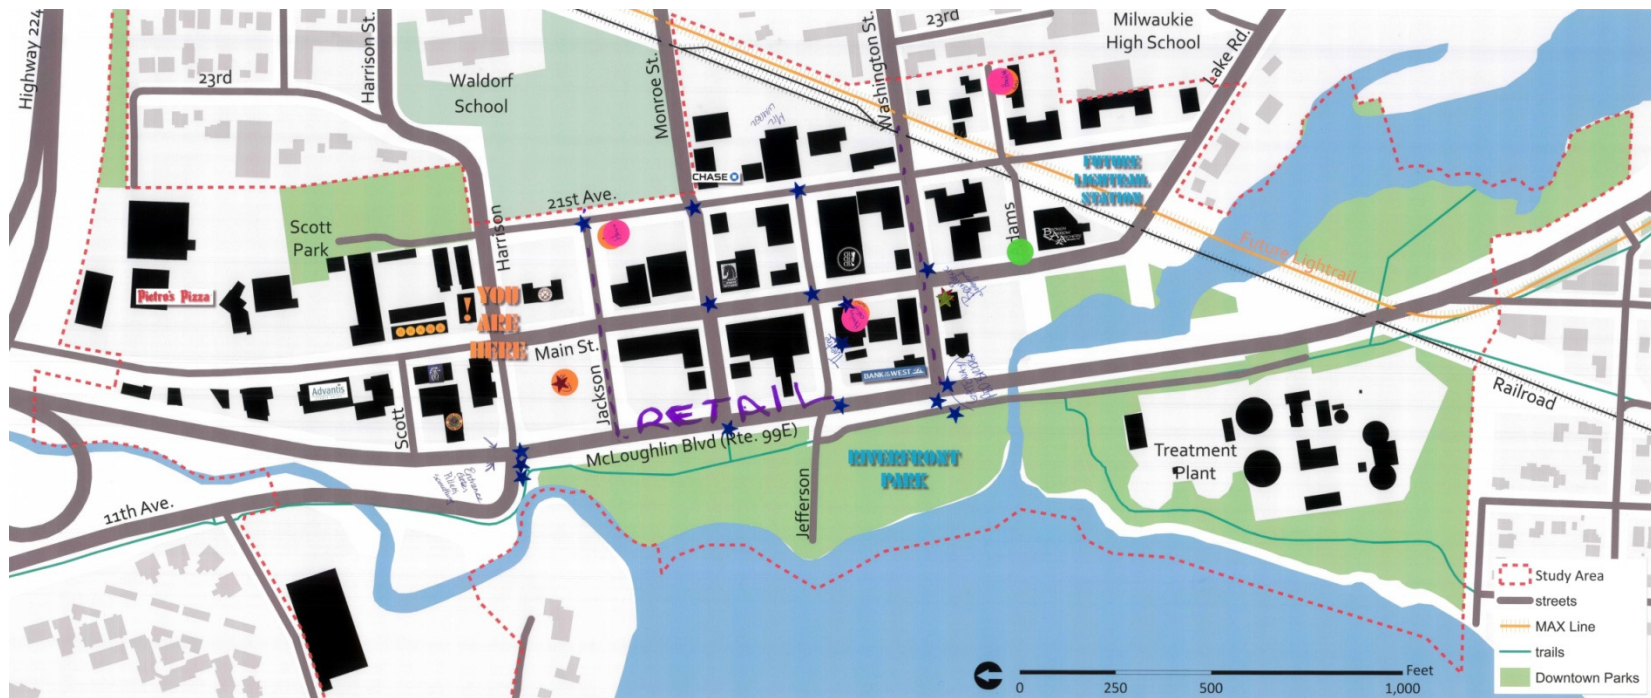 Highway 224
23rd
Harrison St.
Waldorf
School
Monroe St.
Washington St.
23rd
Milwaukie
High School
Lake Rd.
CHASE
21st Ave.
FUTURE
LIGHTRAIL
STATION
Scott
Park
Harrison
Pietro's Pizza
!
YOU
ARE
HERE
Main St.
Jackson
Future Lightrail
BANK OF THE WEST
Advantis
Scott
RETAIL
McLoughlin Blvd (Rte. 99E)
RIVERFRONT
PARK
Jefferson
Treatment
Plant
Railroad
11th Ave.
Entrance
Study Area
streets
MAX Line
trails
Downtown Parks
Feet
0 250 500 1,000